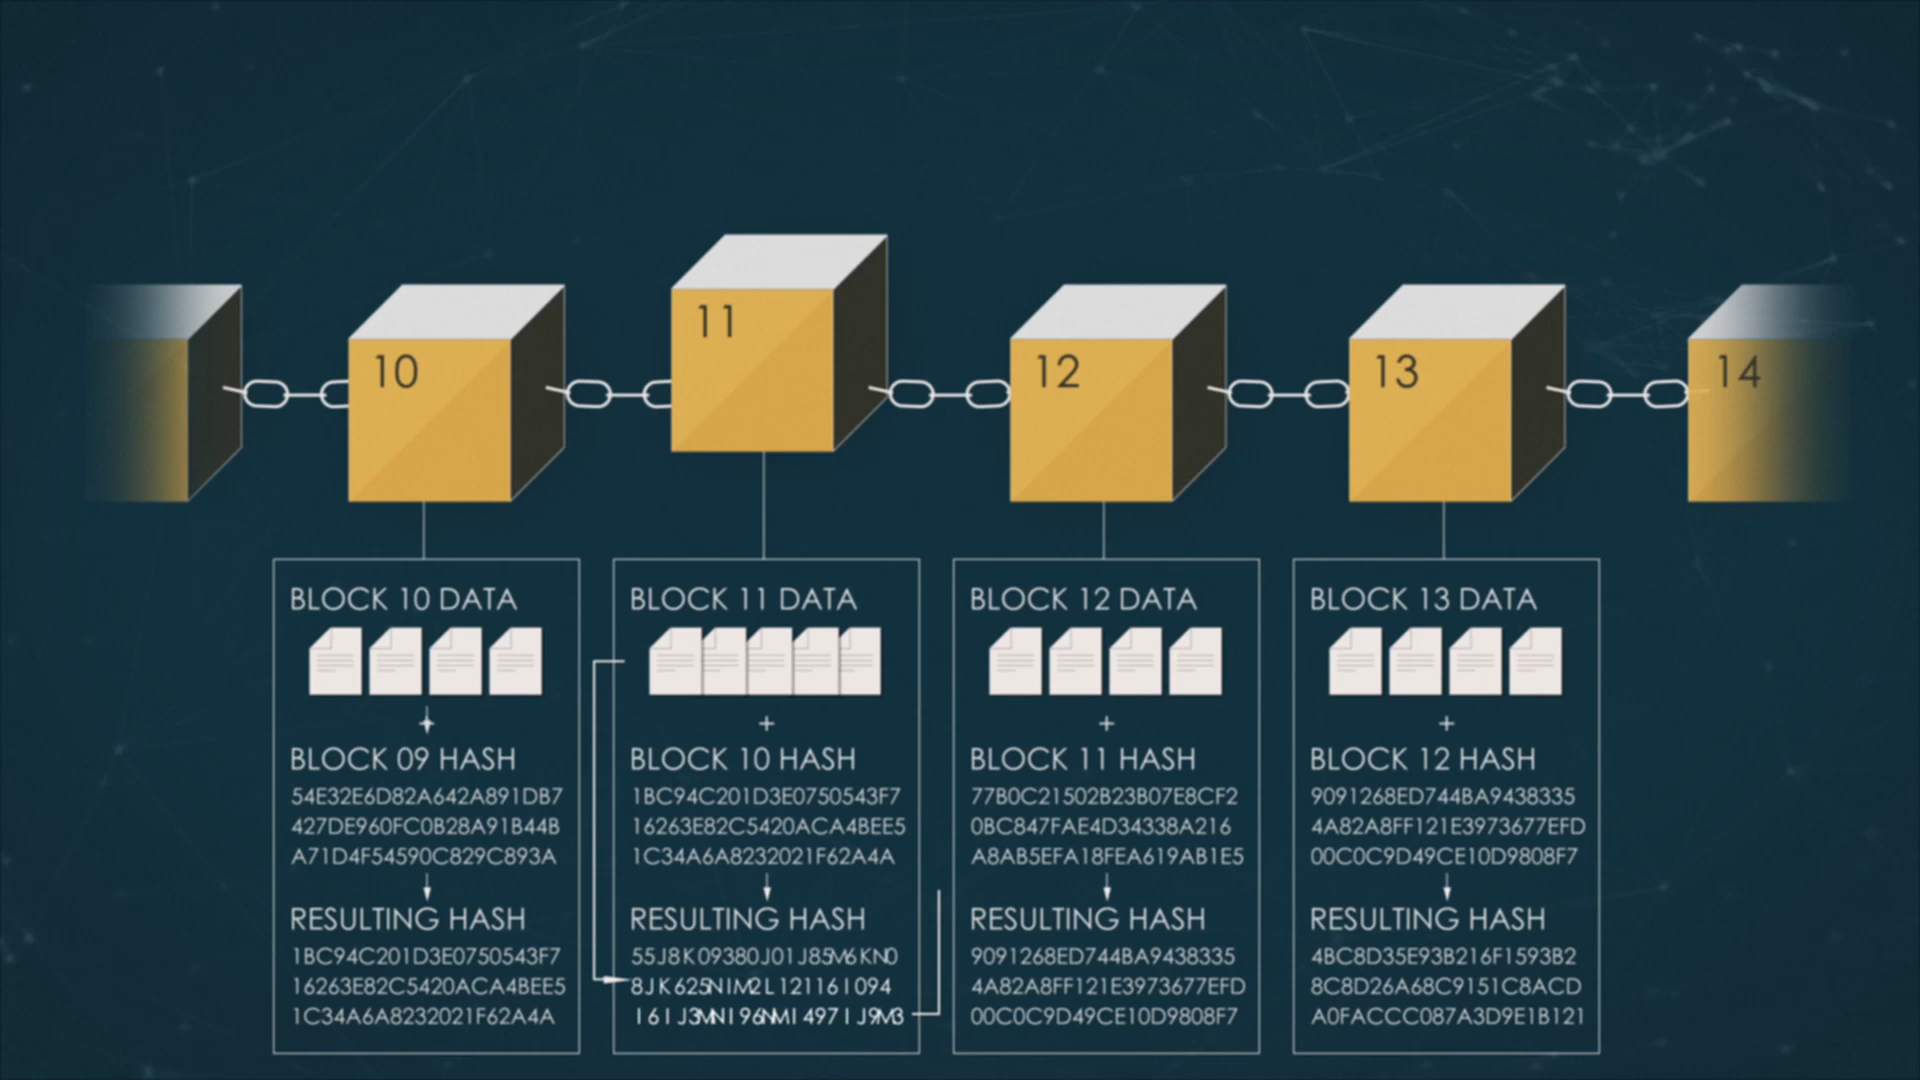 10
11
12
13
14
BLOCK 10 DATA
+
BLOCK 09 HASH
54E32E6D82A642A891DB7
427DE960FC0B28A91B44B
A71D4F54590C829C893A
RESULTING HASH
1BC94C201D3E0750543F7
16263E82C5420ACA4BEE5
1C34A6A8232021F62A4A
BLOCK 11 DATA
+
BLOCK 10 HASH
1BC94C201D3E0750543F7
16263E82C5420ACA4BEE5
1C34A6A8232021F62A4A
RESULTING HASH
55J8K09380J01J85M6KN0
8JK625N1M2L121161094
BLOCK 12 DATA
+
BLOCK 11 HASH
77B0C21502B23B07E8CF2
0BC847FAE4D34338A216
A8AB5EFA18FEA619AB1E5
RESULTING HASH
9091268ED744BA9438335
4A82A8FF121E3973677EFD
00C0C9D49CE10D9808F7
BLOCK 13 DATA
+
BLOCK 12 HASH
9091268ED744BA9438335
4A82A8FF121E3973677EFD
00C0C9D49CE10D9808F7
RESULTING HASH
4BC8D35E93B216F1593B2
8C8D26A68C9151C8ACD
A0FACCC087A3D9E1B121